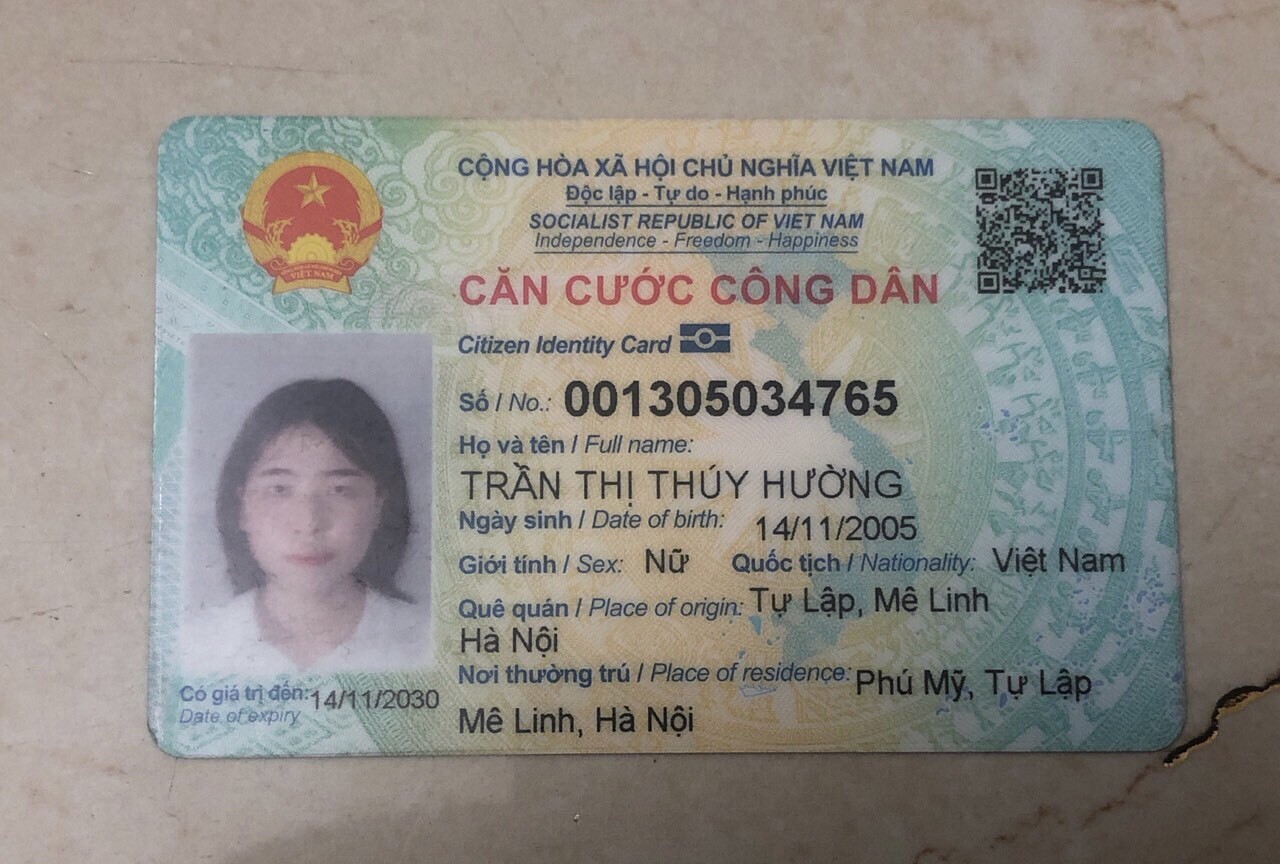 CỘNG HÒA XÃ HỘI CHỦ NGHĨA VIỆT NAM
Độc lập - Tự do - Hạnh phúc
SOCIALIST REPUBLIC OF VIET NAM
Independence - Freedom - Happiness
VIỆT NAM
CĂN CƯỚC CÔNG DÂN
Citizen Identity Card
Số / No.: 001305034765
Họ và tên / Full name:
TRẦN THỊ THÚY HƯỜNG
Ngày sinh / Date of birth: 14/11/2005
Giới tính / Sex: Nữ Quốc tịch / Nationality: Việt Nam
Quê quán / Place of origin: Tự Lập, Mê Linh
Hà Nội
Nơi thường trú / Place of residence: Phú Mỹ, Tự Lập
Mê Linh, Hà Nội
Có giá trị đến: 14/11/2030
Date of expiry